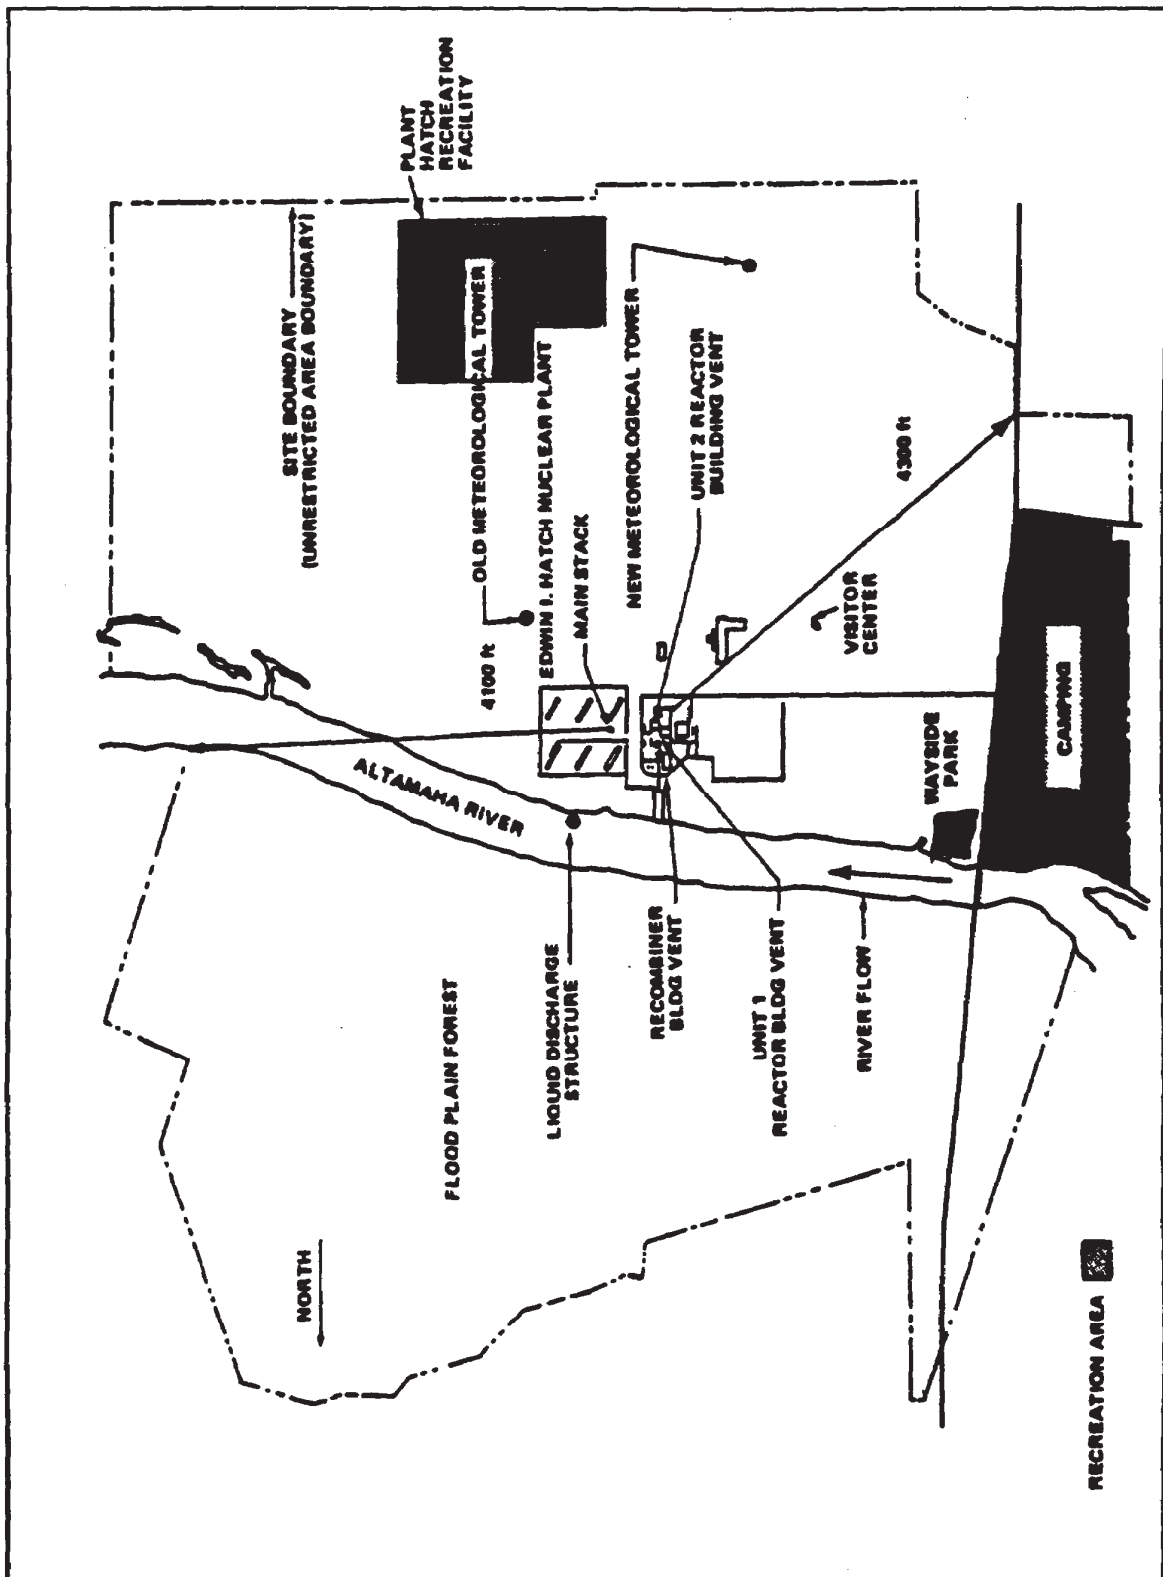 PLANT
HATCH
RECREATION
FACILITY
SITE BOUNDARY
(UNRESTRICTED AREA BOUNDARY)
OLD METEOROLOGICAL TOWER
EDWIN I. HATCH NUCLEAR PLANT
4100 ft
MAIN STACK
NEW METEOROLOGICAL TOWER
UNIT 2 REACTOR
BUILDING VENT
4300 ft
VISITOR
CENTER
ALTAMAHA RIVER
WAYSIDE
PARK
CAMPING
LIQUID DISCHARGE
STRUCTURE
RECOMBINER
BLDG VENT
UNIT 1
REACTOR BLDG VENT
RIVER FLOW
FLOOD PLAIN FOREST
NORTH
RECREATION AREA